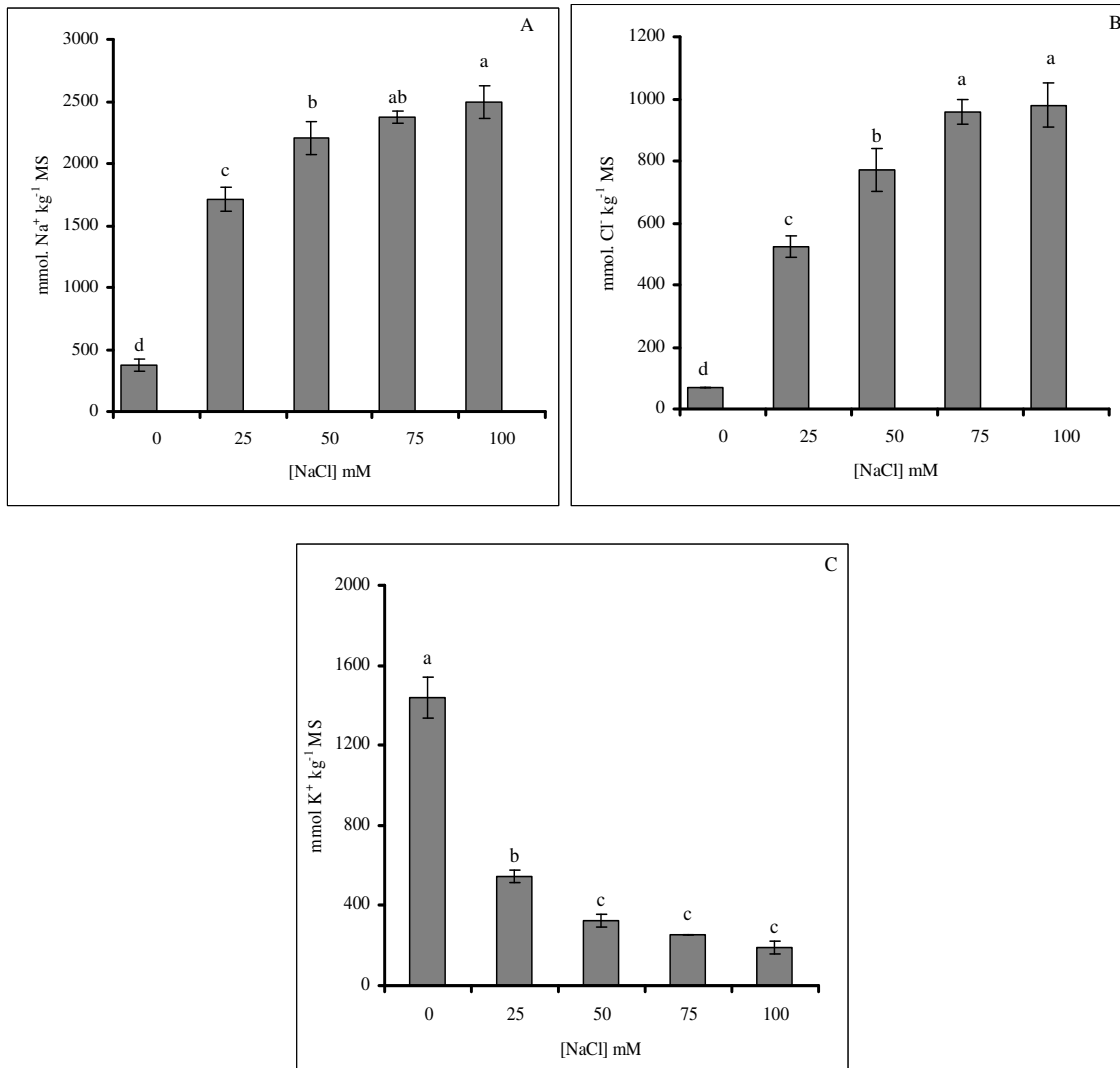 A
3000
2500
2000
1500
1000
500
0
mmol. Na⁺ kg⁻¹ MS
d
c
b
ab
a
0 25 50 75 100
[NaCl] mM
B
1200
1000
800
600
400
200
0
mmol. Cl⁻ kg⁻¹ MS
d
c
b
a
a
0 25 50 75 100
[NaCl] mM
C
2000
1600
1200
800
400
0
mmol K⁺ kg⁻¹ MS
a
b
c
c
c
0 25 50 75 100
[NaCl] mM